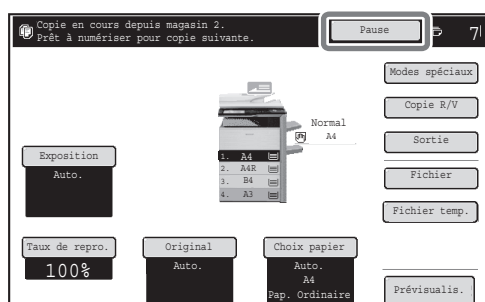 Copie en cours depuis magasin 2.
Prêt à numériser pour copie suivante.
Pause
7
Modes spéciaux
Copie R/V
Normal
A4
Sortie
Exposition
Auto.
1. A4
2. A4R
3. B4
4. A3
Fichier
Fichier temp.
Taux de repro.
100%
Original
Auto.
Choix papier
Auto.
A4
Pap. Ordinaire
Prévisualis.